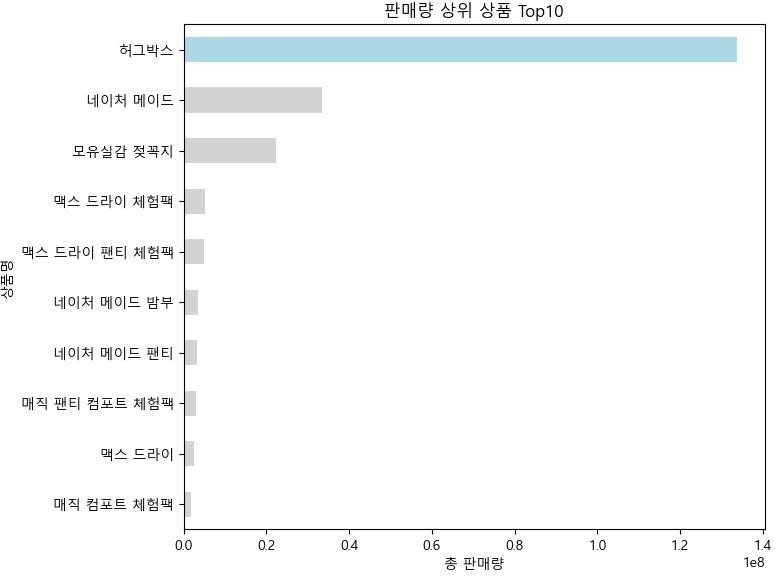 판매량 상위 상품 Top10
허그박스
네이처 메이드
모유실감 젖꼭지
맥스 드라이 체험팩
맥스 드라이 팬티 체험팩
네이처 메이드 밤부
네이처 메이드 팬티
매직 팬티 컴포트 체험팩
맥스 드라이
매직 컴포트 체험팩
상품명
0.0 0.2 0.4 0.6 0.8 1.0 1.2 1.4
1e8
총 판매량